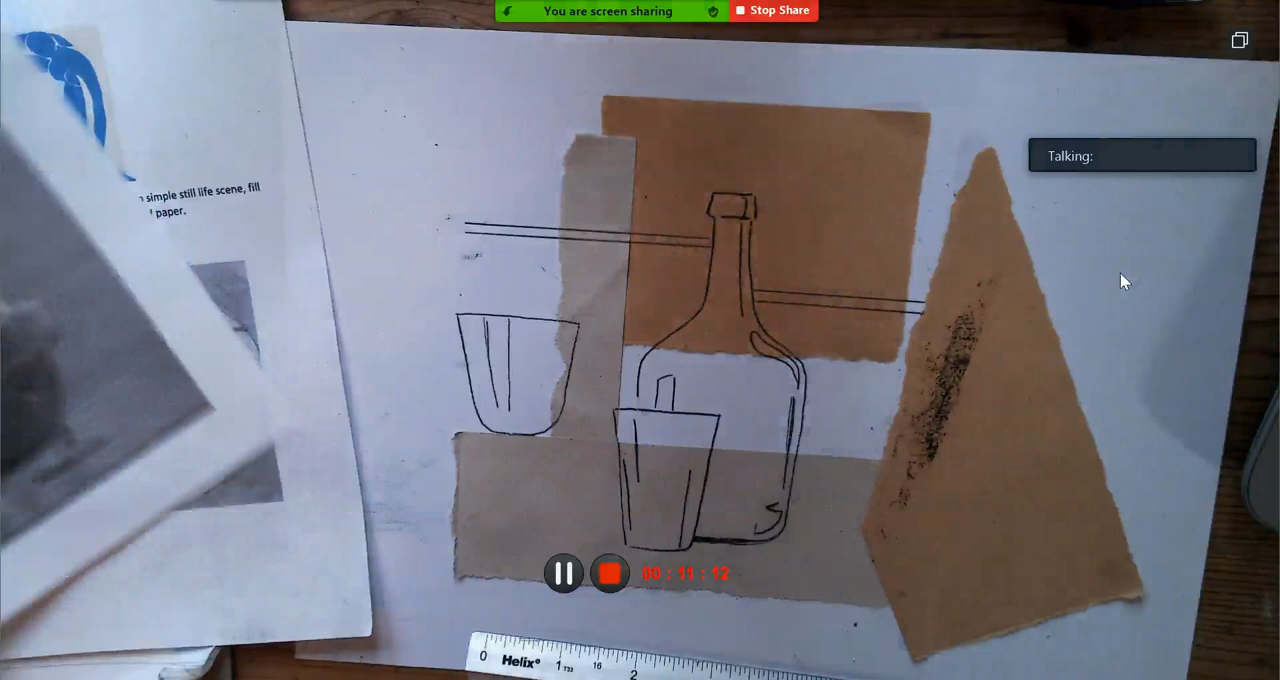 You are screen sharing
Stop Share
Talking:
simple still life scene, fill
paper.
00:11:12
0 Helix® 1 T33 16 2